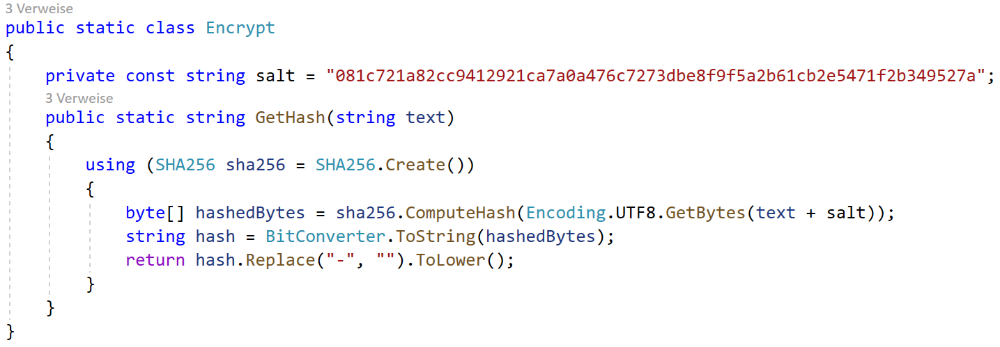 3 Verweise
public static class Encrypt
{
    private const string salt = "081c721a82cc9412921ca7a0a476c7273dbe8f9f5a2b61cb2e5471f2b349527a";
    3 Verweise
    public static string GetHash(string text)
    {
        using (SHA256 sha256 = SHA256.Create())
        {
            byte[] hashedBytes = sha256.ComputeHash(Encoding.UTF8.GetBytes(text + salt));
            string hash = BitConverter.ToString(hashedBytes);
            return hash.Replace("-", "").ToLower();
        }
    }
}